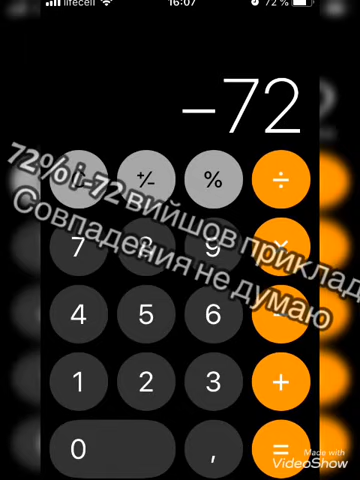 lifecell 16:07 72 %
−72
72% i -72 вийшов приклад
Совпадения не думаю
+/− % ÷
7 8 9 ×
4 5 6 −
1 2 3 +
0 , =
Made with
VideoShow